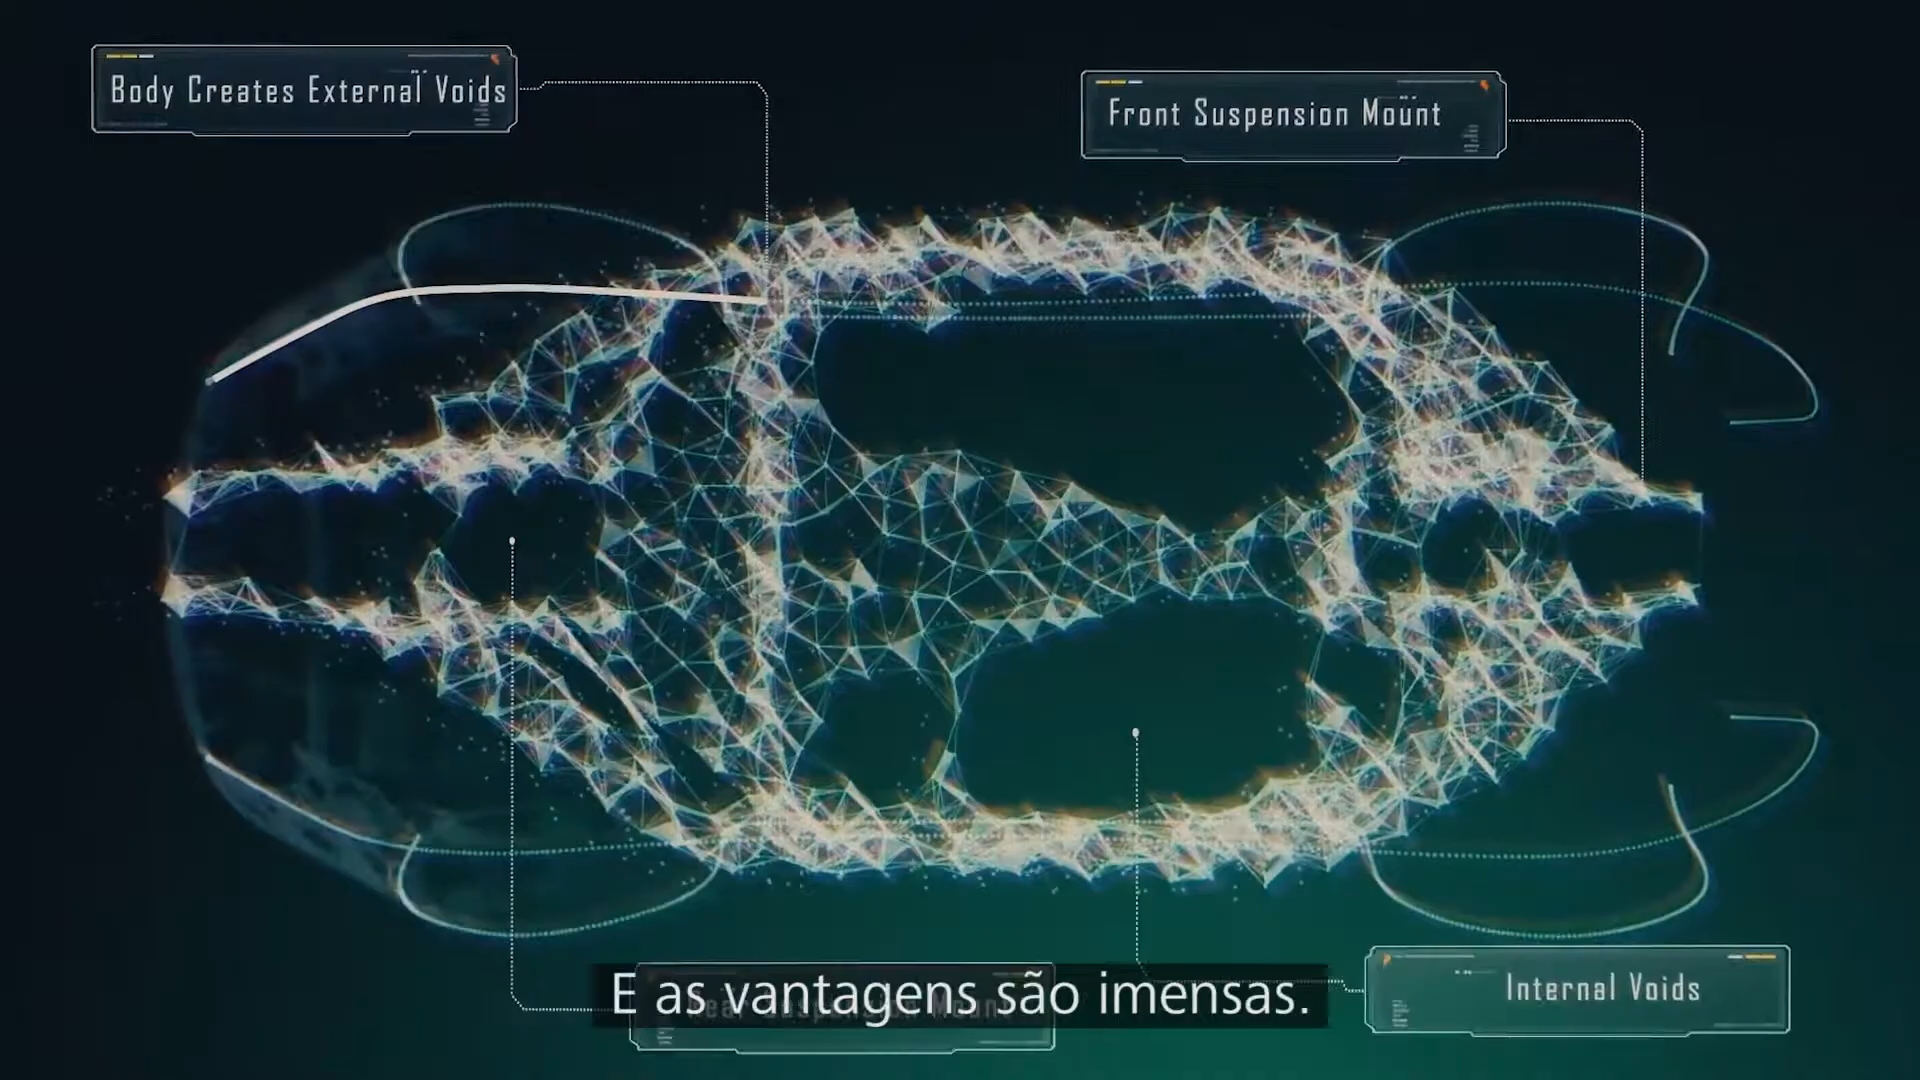 Body Creates External Voids
Front Suspension Mount
E as vantagens são imensas.
Internal Voids